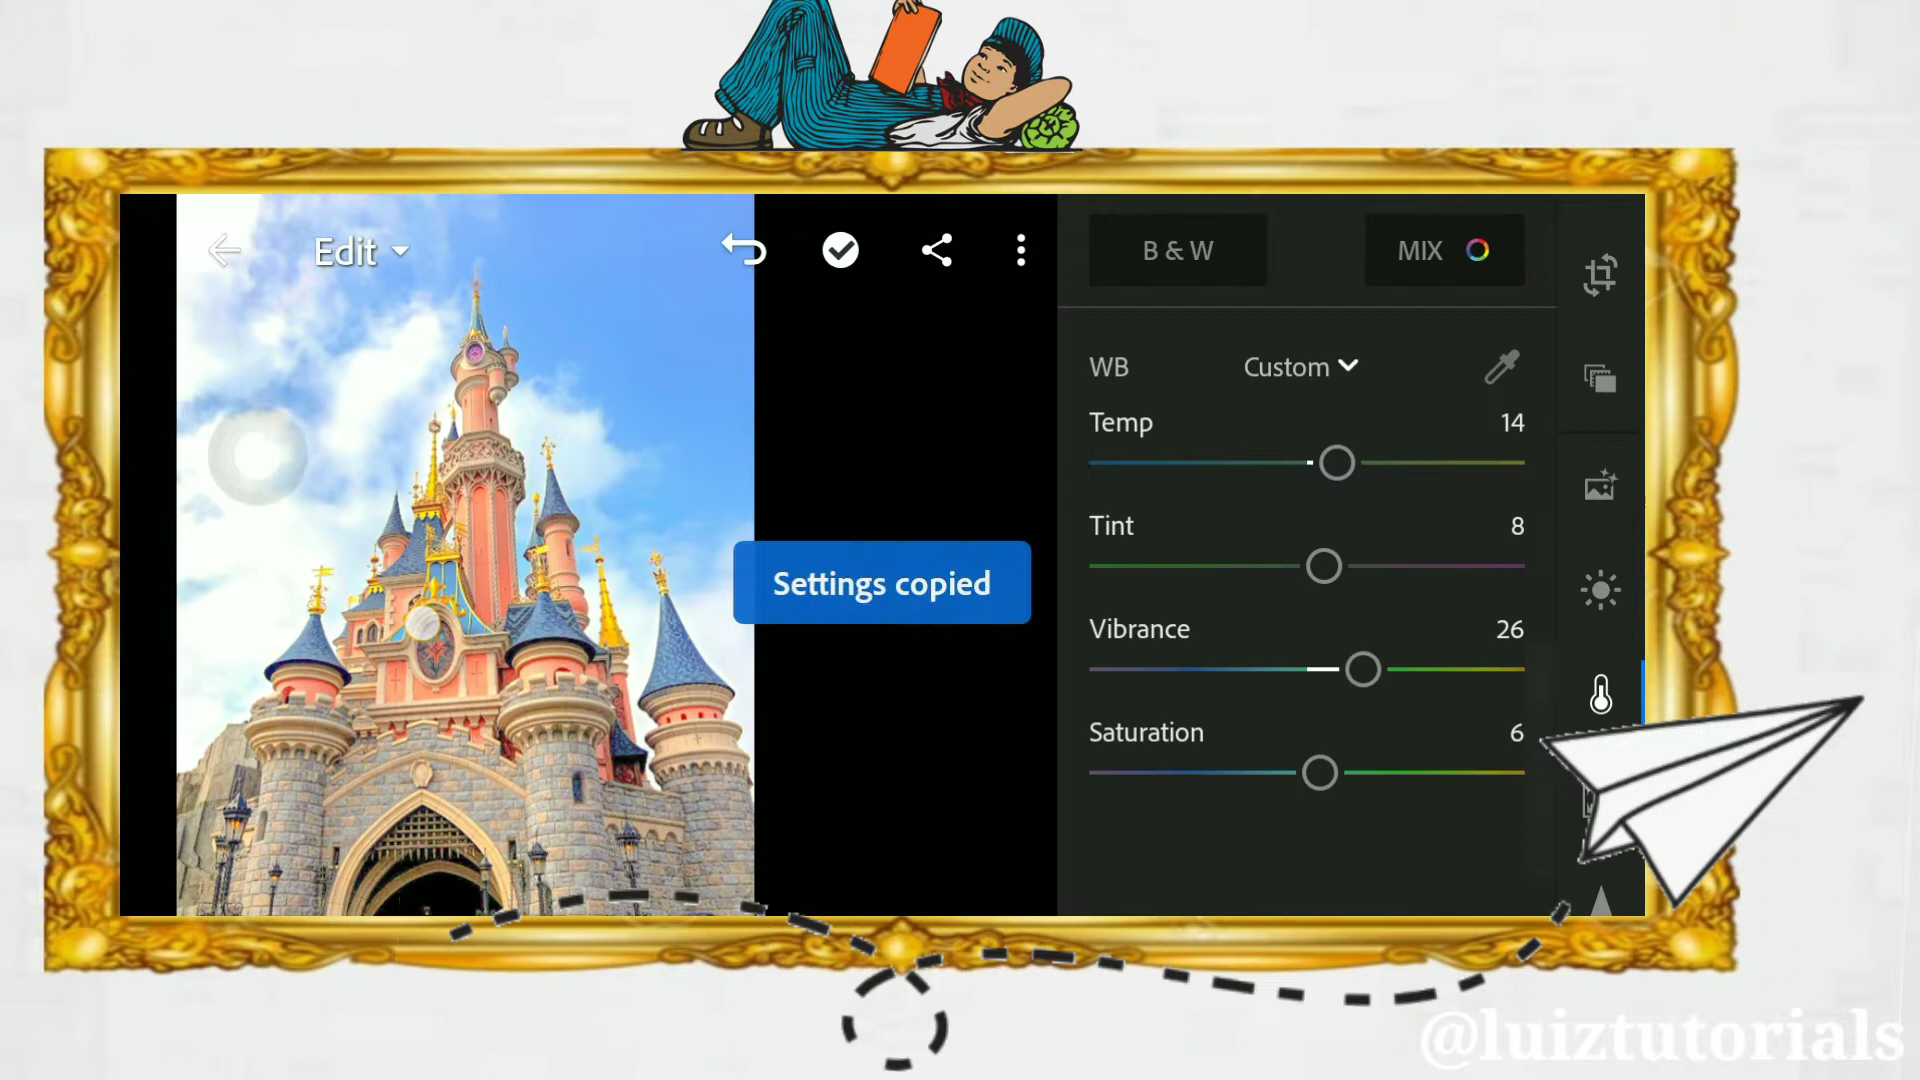 Edit
B & W
MIX
WB
Custom
Temp
14
Tint
8
Settings copied
Vibrance
26
Saturation
6
@luiztutorials